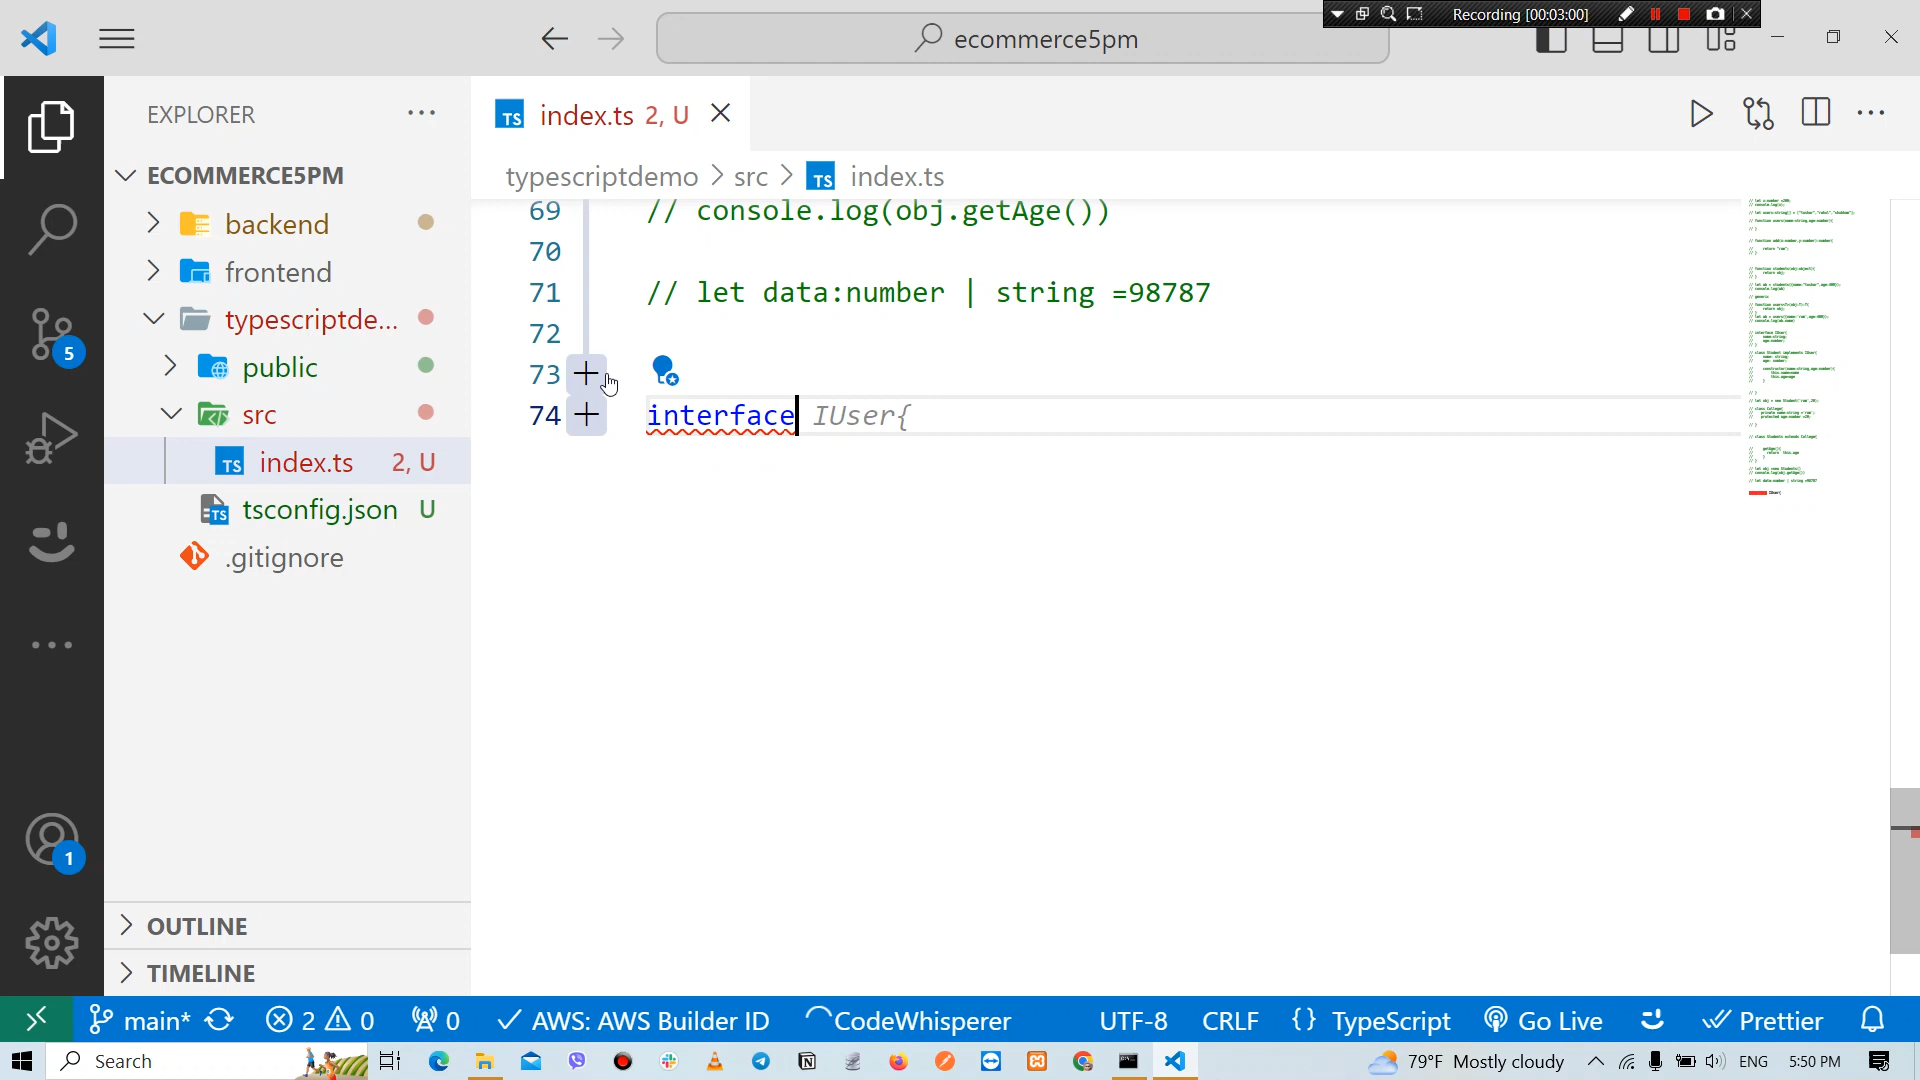 Recording [00:03:00]
ecommerce5pm
EXPLORER
index.ts 2, U
ECOMMERCE5PM
typescriptdemo > src > index.ts
backend
frontend
typescriptde...
public
src
index.ts 2, U
tsconfig.json U
.gitignore
69 // console.log(obj.getAge())
70
71 // let data:number | string =98787
72
73
74 interface IUser{
5
1
OUTLINE
TIMELINE
main* 2 0 0 AWS: AWS Builder ID CodeWhisperer UTF-8 CRLF {} TypeScript Go Live Prettier
Search 79°F Mostly cloudy ENG 5:50 PM